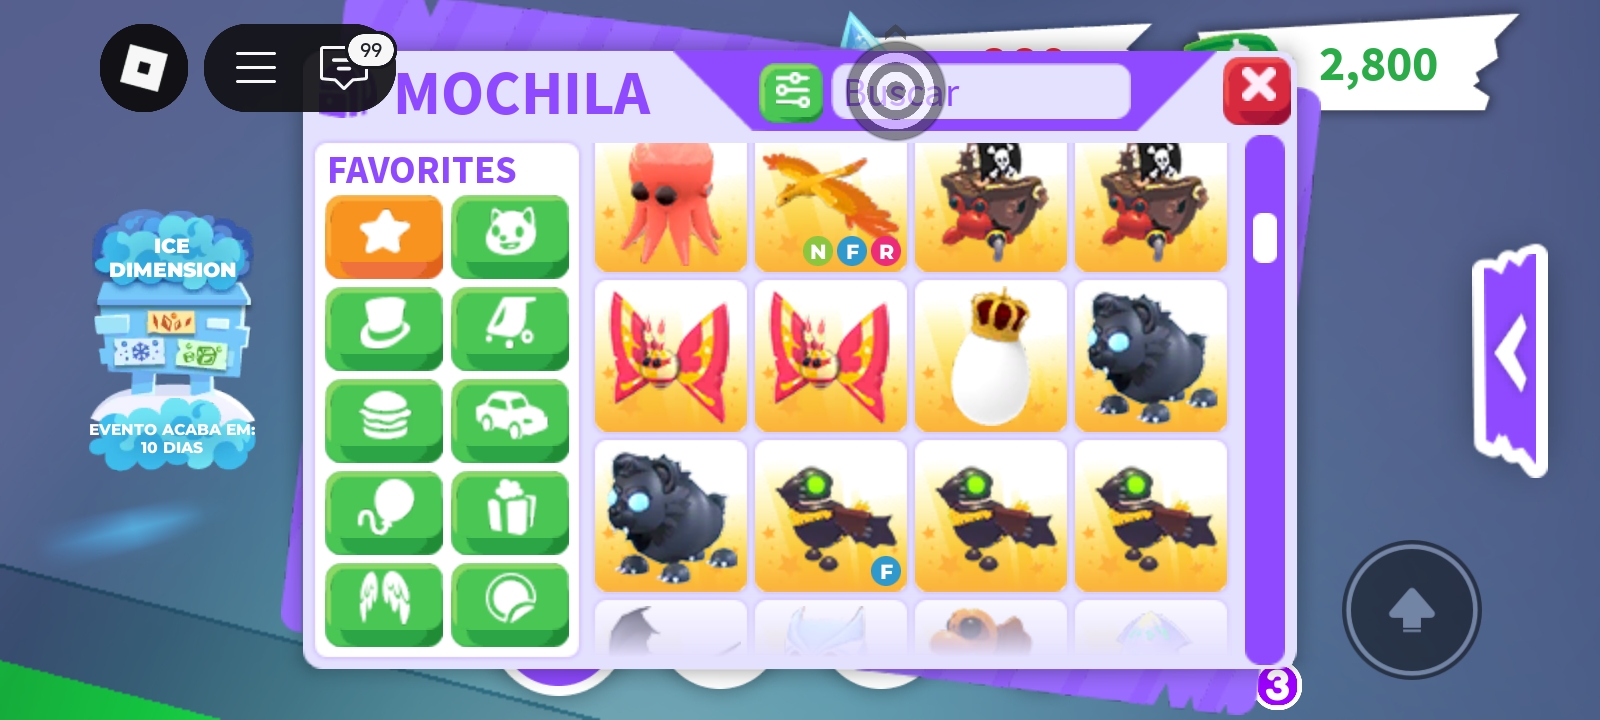 99
MOCHILA
Buscar
2,800
FAVORITES
ICE
DIMENSION
N F R
EVENTO ACABA EM:
10 DIAS
F
3